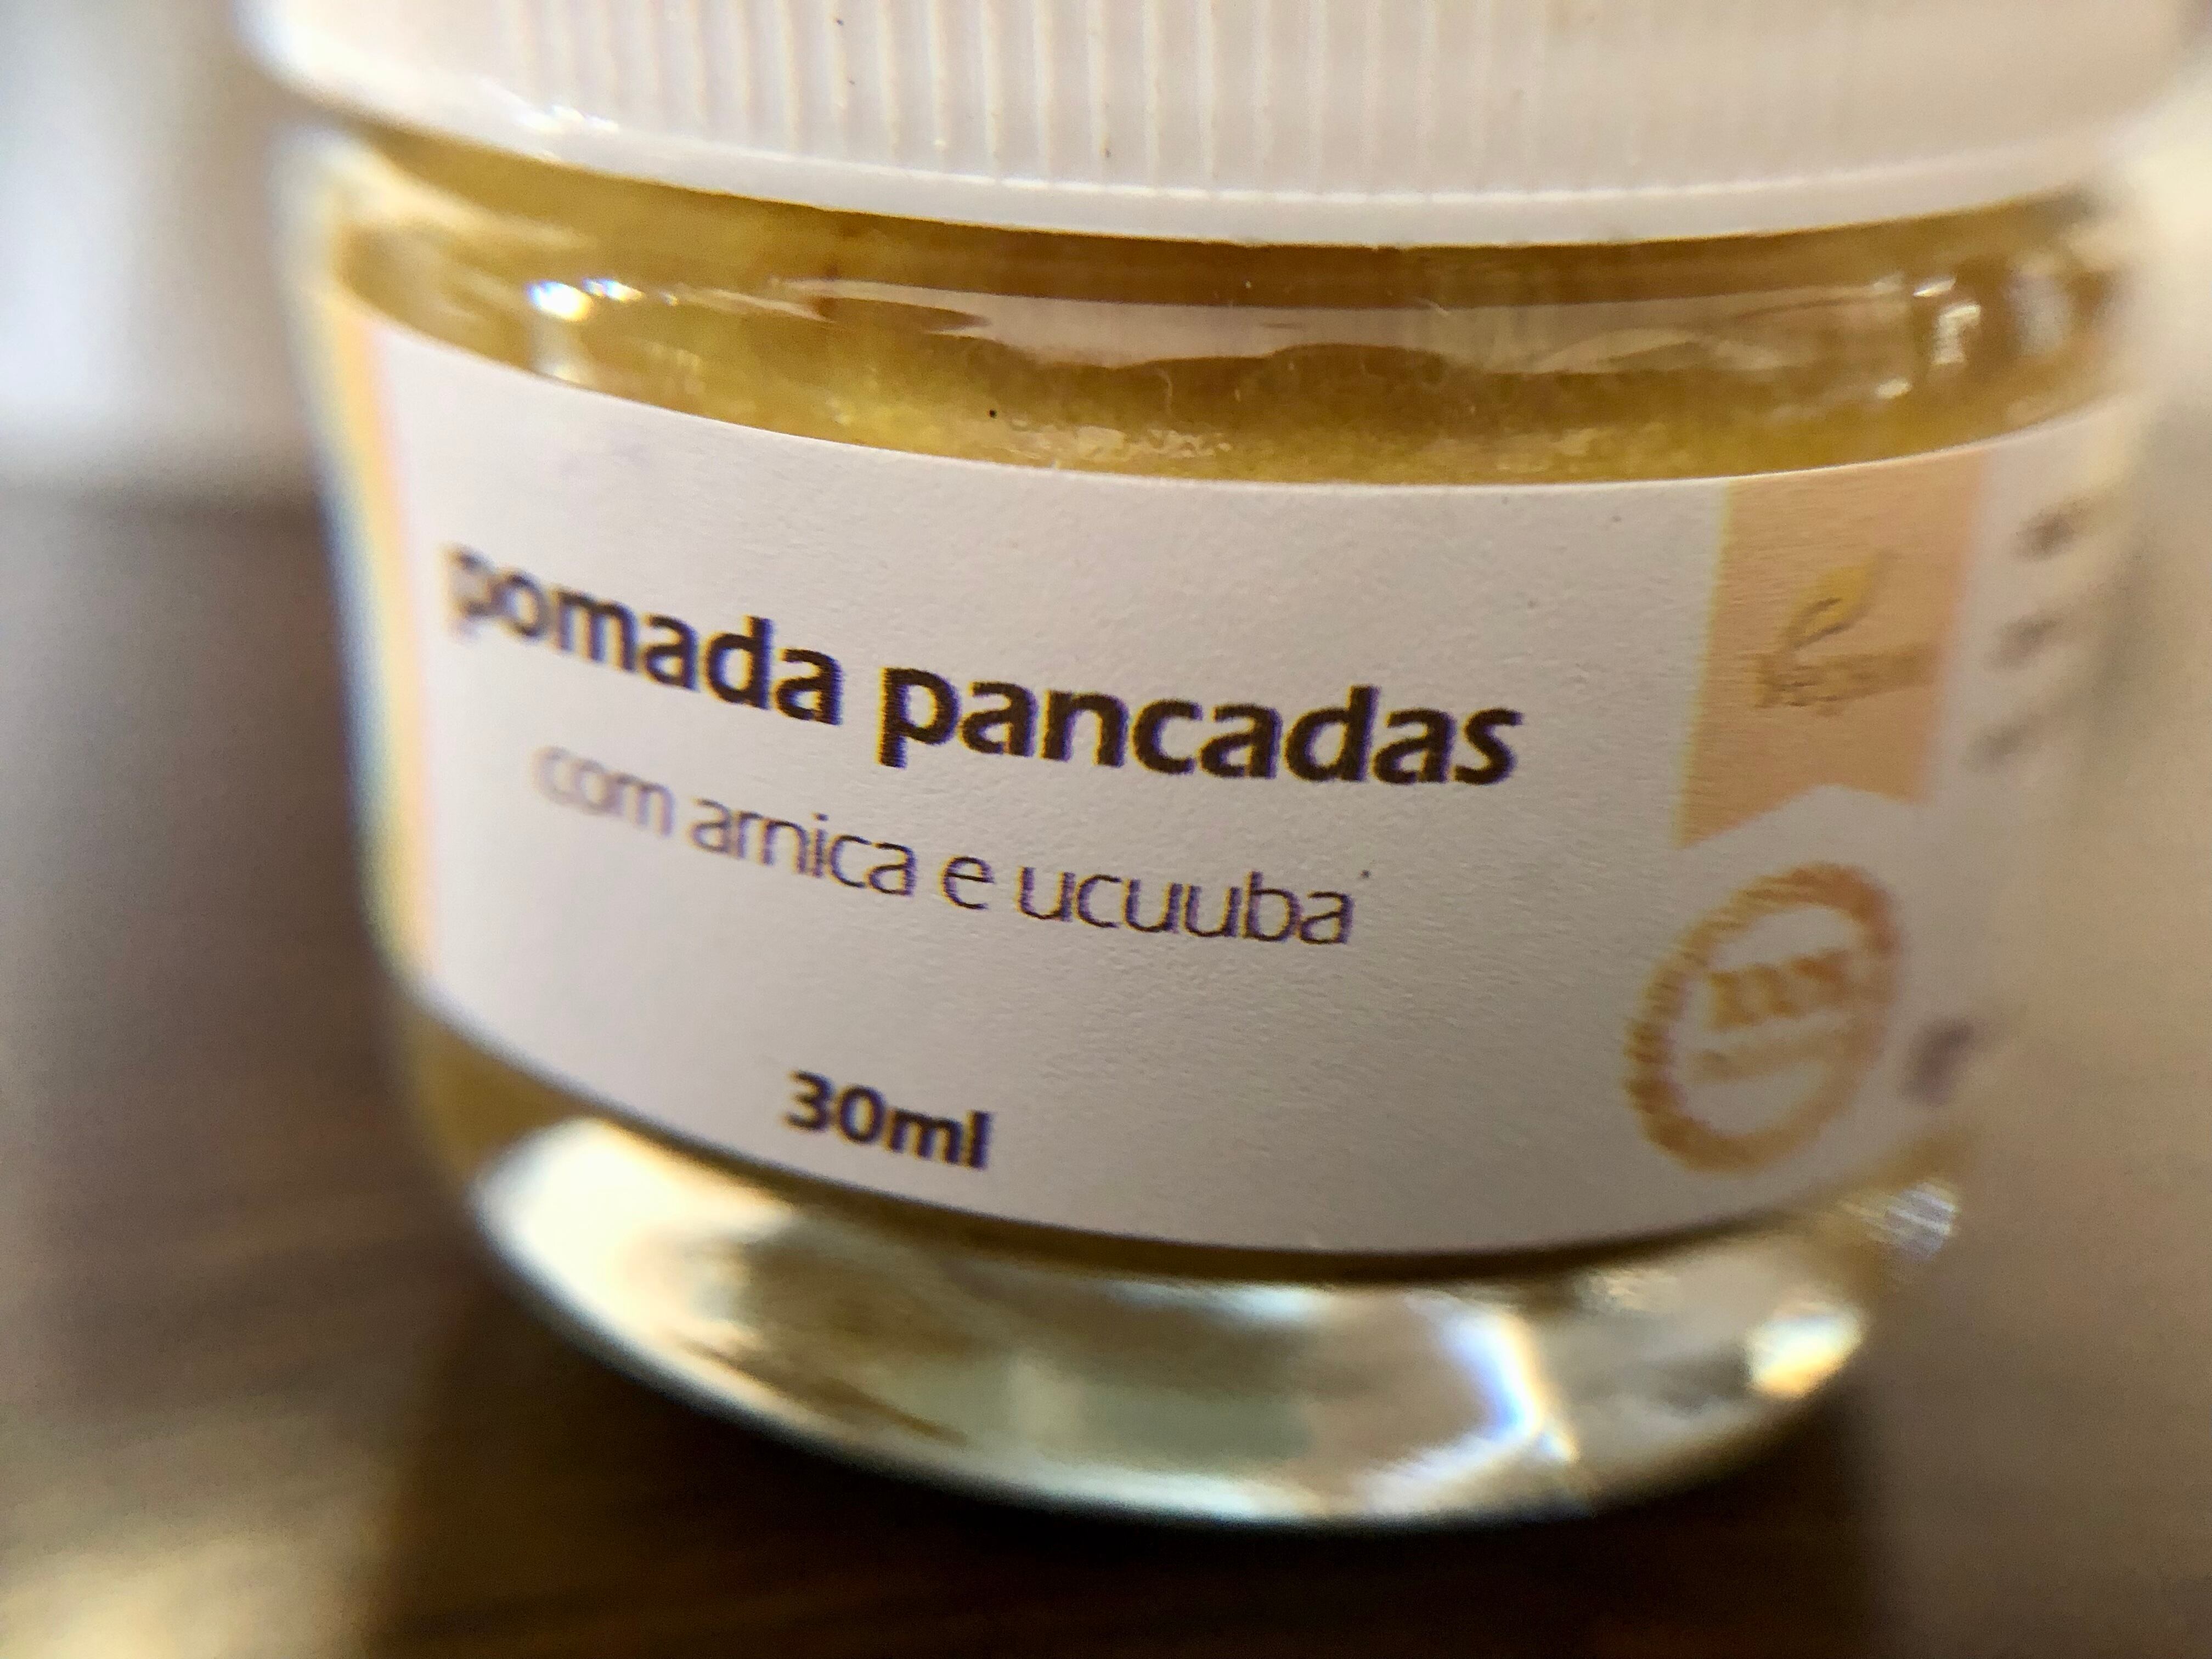 pomada pancadas
com arnica e ucuuba
30ml